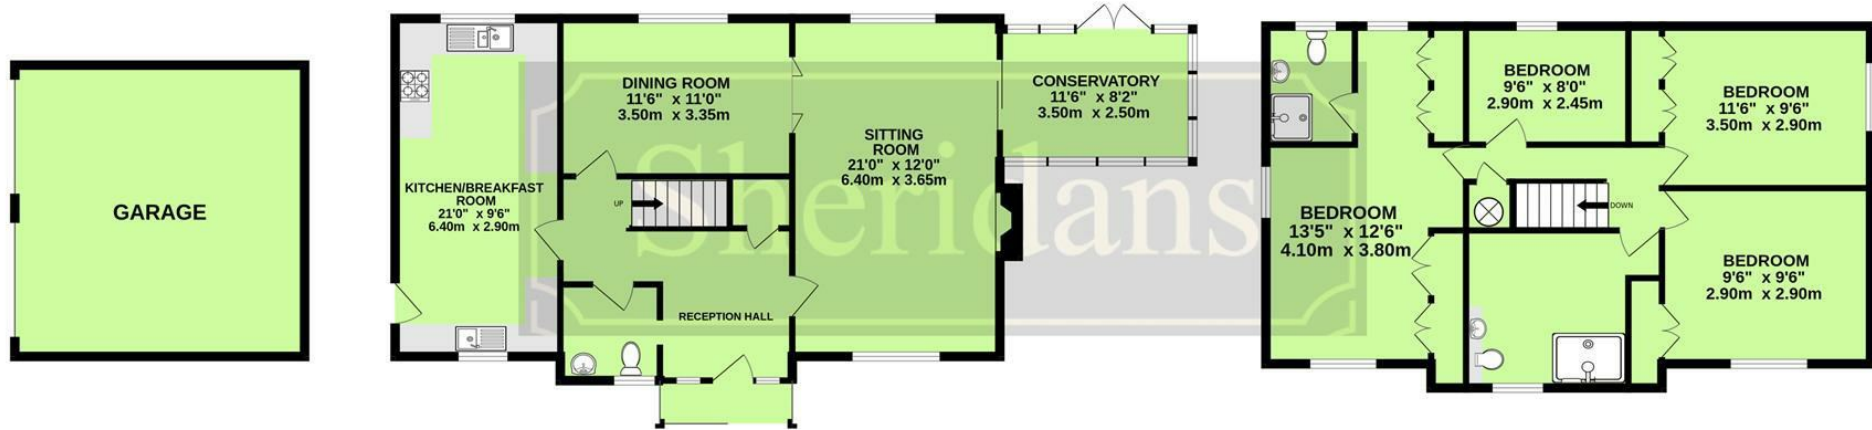 GARAGE
KITCHEN/BREAKFAST
ROOM
21'0" x 9'6"
6.40m x 2.90m
DINING ROOM
11'6" x 11'0"
3.50m x 3.35m
UP
RECEPTION HALL
SITTING
ROOM
21'0" x 12'0"
6.40m x 3.65m
CONSERVATORY
11'6" x 8'2"
3.50m x 2.50m
Sheridans
BEDROOM
13'5" x 12'6"
4.10m x 3.80m
BEDROOM
9'6" x 8'0"
2.90m x 2.45m
DOWN
BEDROOM
11'6" x 9'6"
3.50m x 2.90m
BEDROOM
9'6" x 9'6"
2.90m x 2.90m